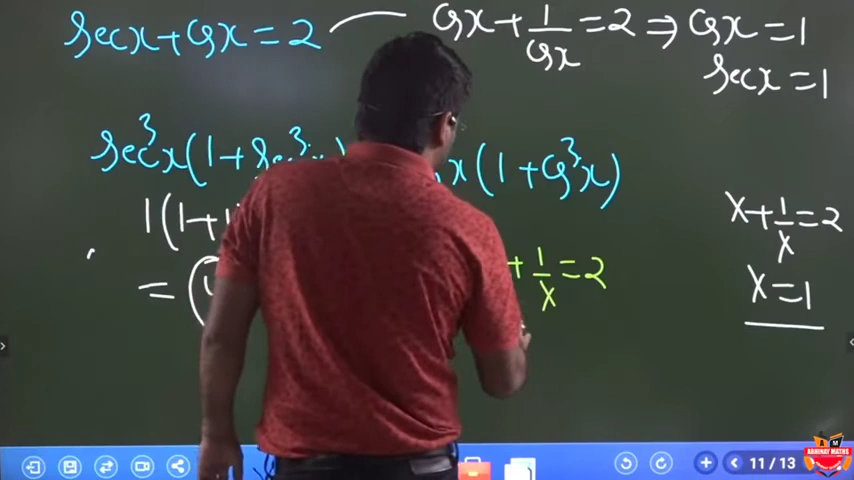 secx + cosx = 2
cosx + 1/cosx = 2 ⇒ cosx = 1
secx = 1
sec³x(1 + sec³x) x(1 + cos³x)
1(1+1
=
+ 1/x = 2
x + 1/x = 2
x = 1
11 / 13
ABHINAY MATHS